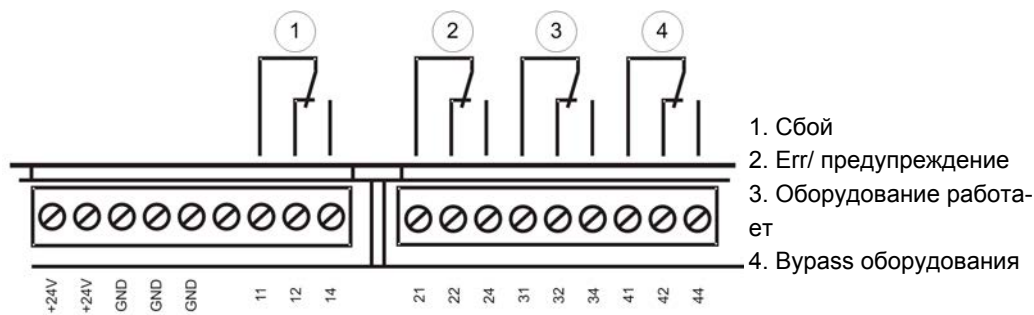 1 2 3 4
1. Сбой
2. Err/ предупреждение
3. Оборудование работа-
ет
4. Bypass оборудования
+24V +24V GND GND GND 11 12 14 21 22 24 31 32 34 41 42 44